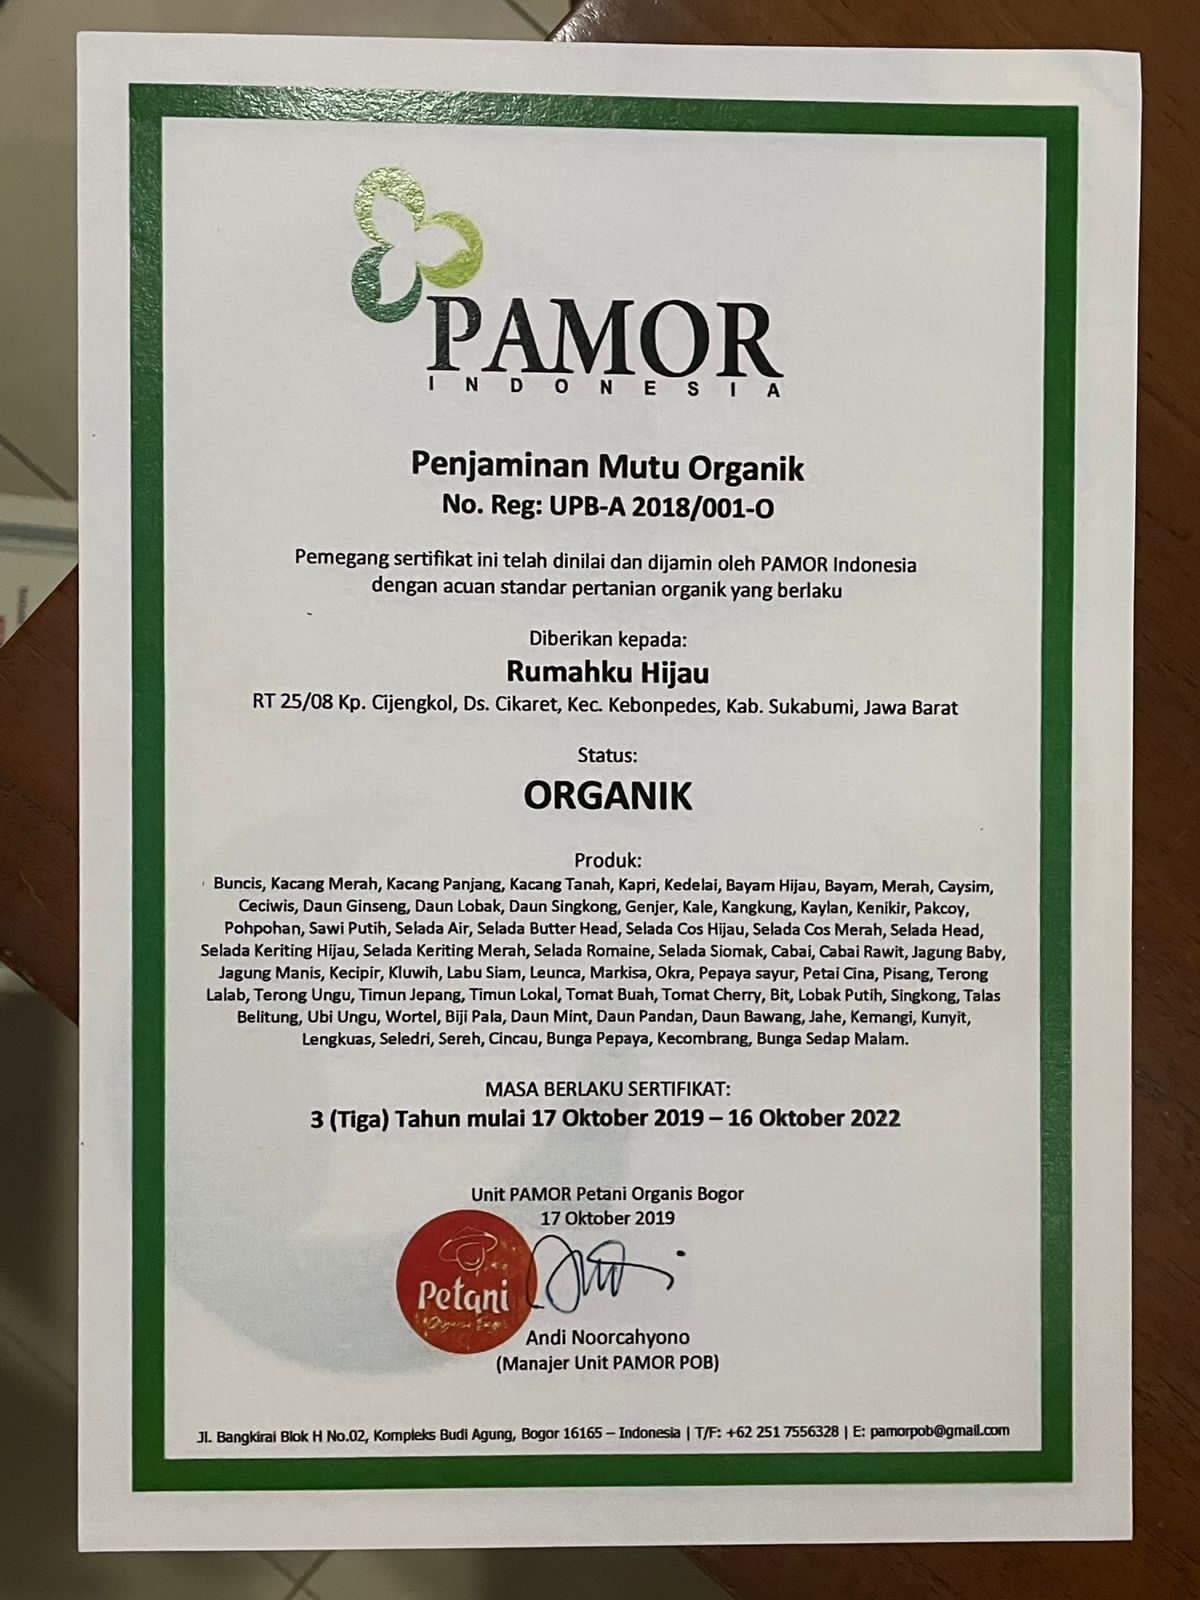 PAMOR
INDONESIA
Penjaminan Mutu Organik
No. Reg: UPB-A 2018/001-O
Pemegang sertifikat ini telah dinilai dan dijamin oleh PAMOR Indonesia
dengan acuan standar pertanian organik yang berlaku
Diberikan kepada:
Rumahku Hijau
RT 25/08 Kp. Cijengkol, Ds. Cikaret, Kec. Kebonpedes, Kab. Sukabumi, Jawa Barat
Status:
ORGANIK
Produk:
Buncis, Kacang Merah, Kacang Panjang, Kacang Tanah, Kapri, Kedelai, Bayam Hijau, Bayam, Merah, Caysim,
Ceciwis, Daun Ginseng, Daun Lobak, Daun Singkong, Genjer, Kale, Kangkung, Kaylan, Kenikir, Pakcoy,
Pohpohan, Sawi Putih, Selada Air, Selada Butter Head, Selada Cos Hijau, Selada Cos Merah, Selada Head,
Selada Keriting Hijau, Selada Keriting Merah, Selada Romaine, Selada Siomak, Cabai, Cabai Rawit, Jagung Baby,
Jagung Manis, Kecipir, Kluwih, Labu Siam, Leunca, Markisa, Okra, Pepaya sayur, Petai Cina, Pisang, Terong
Lalab, Terong Ungu, Timun Jepang, Timun Lokal, Tomat Buah, Tomat Cherry, Bit, Lobak Putih, Singkong, Talas
Belitung, Ubi Ungu, Wortel, Biji Pala, Daun Mint, Daun Pandan, Daun Bawang, Jahe, Kemangi, Kunyit,
Lengkuas, Seledri, Sereh, Cincau, Bunga Pepaya, Kecombrang, Bunga Sedap Malam.
MASA BERLAKU SERTIFIKAT:
3 (Tiga) Tahun mulai 17 Oktober 2019 – 16 Oktober 2022
Unit PAMOR Petani Organis Bogor
17 Oktober 2019
Petani
Andi Noorcahyono
(Manajer Unit PAMOR POB)
Jl. Bangkirai Blok H No.02, Kompleks Budi Agung, Bogor 16165 – Indonesia | T/F: +62 251 7556328 | E: pamorpob@gmail.com